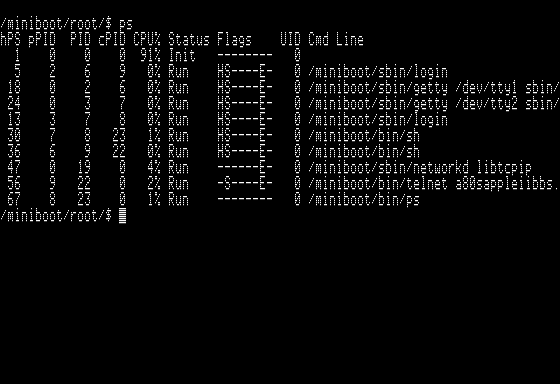 /miniboot/root/$ ps
hPS pPID  PID cPID CPU% Status Flags    UID Cmd Line
  1    0    0    0  91% Init   --------   0
  5    2    6    9   0% Run    HS----E-   0 /miniboot/sbin/login
 18    0    2    6   0% Run    HS----E-   0 /miniboot/sbin/getty /dev/tty1 sbin/
 24    0    3    7   0% Run    HS----E-   0 /miniboot/sbin/getty /dev/tty2 sbin/
 13    3    7    8   0% Run    HS----E-   0 /miniboot/sbin/login
 30    7    8   23   1% Run    HS----E-   0 /miniboot/bin/sh
 36    6    9   22   0% Run    HS----E-   0 /miniboot/bin/sh
 47    0   19    0   4% Run    ------E-   0 /miniboot/sbin/networkd libtcpip
 56    9   22    0   2% Run    -S----E-   0 /miniboot/bin/telnet a80sappleiibbs.
 67    8   23    0   1% Run    --------   0 /miniboot/bin/ps
/miniboot/root/$